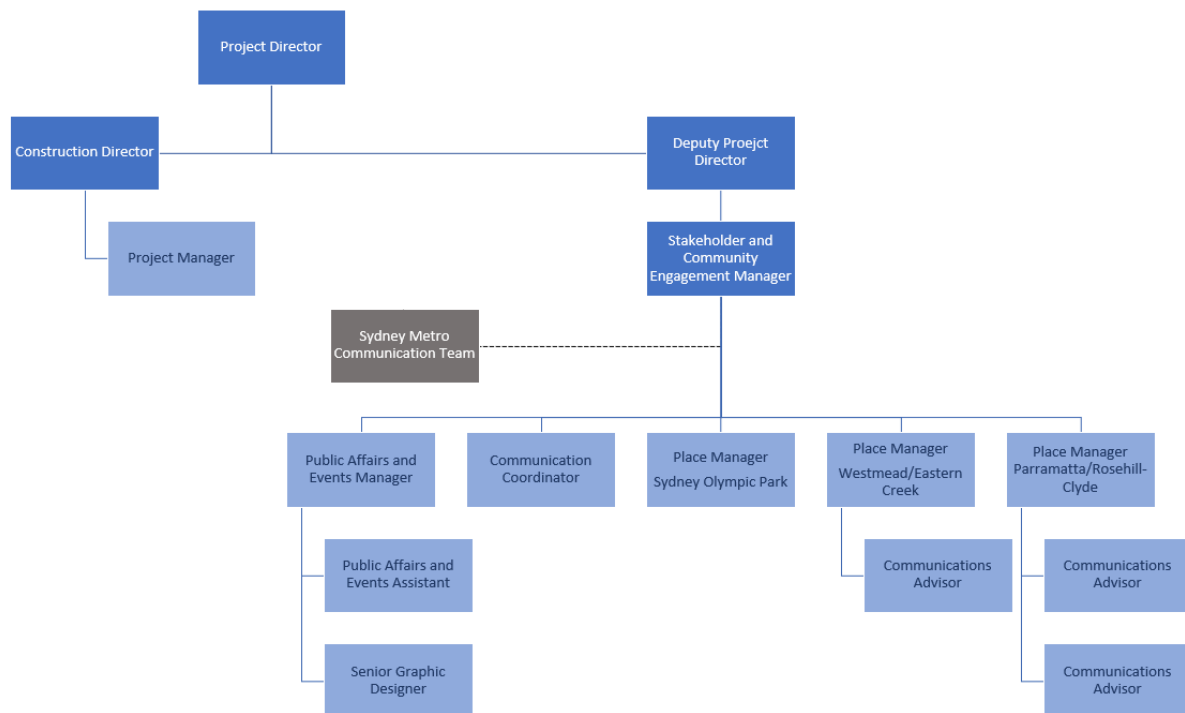 Project Director
Construction Director
Deputy Proejct
Director
Project Manager
Stakeholder and
Community
Engagement Manager
Sydney Metro
Communication Team
Public Affairs and
Events Manager
Communication
Coordinator
Place Manager
Sydney Olympic Park
Place Manager
Westmead/Eastern
Creek
Place Manager
Parramatta/Rosehill-
Clyde
Public Affairs and
Events Assistant
Communications
Advisor
Communications
Advisor
Senior Graphic
Designer
Communications
Advisor